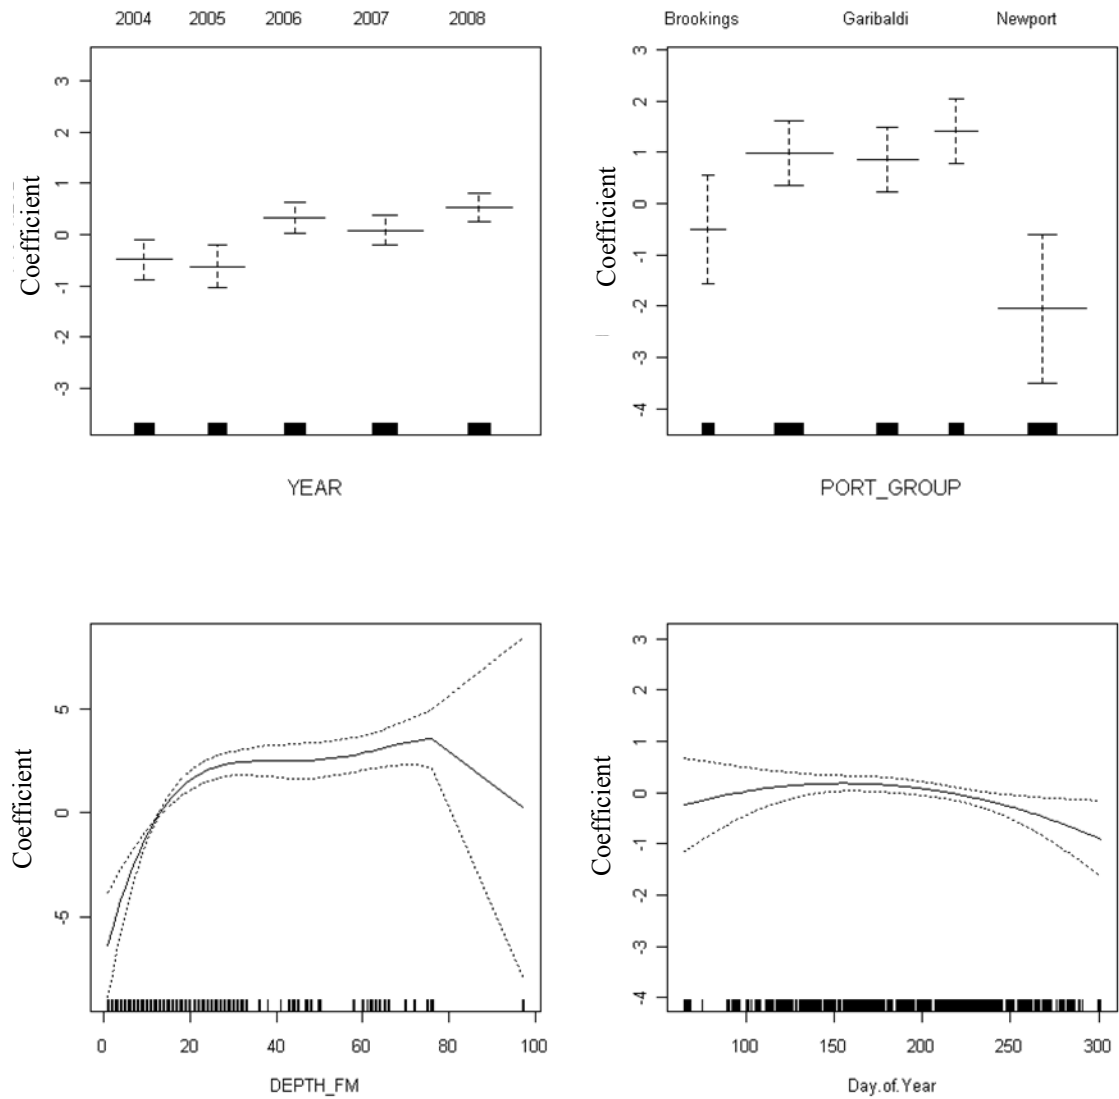 2004 2005 2006 2007 2008
3
2
1
0
-1
-2
-3
Coefficient
YEAR
Brookings Garibaldi Newport
3
2
1
0
-1
-2
-3
-4
Coefficient
PORT_GROUP
5
0
-5
Coefficient
0 20 40 60 80 100
DEPTH_FM
3
2
1
0
-1
-2
-3
-4
Coefficient
100 150 200 250 300
Day.of.Year